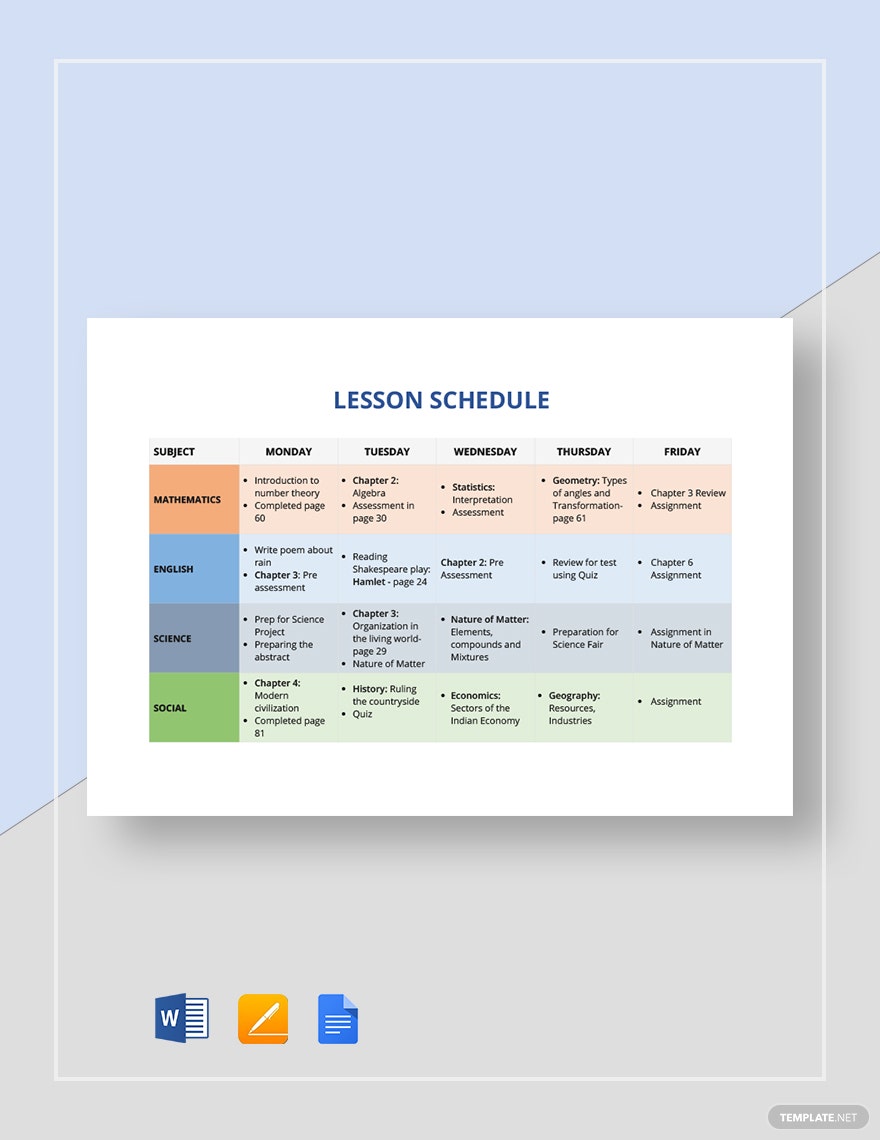 LESSON SCHEDULE
SUBJECT MONDAY TUESDAY WEDNESDAY THURSDAY FRIDAY
MATHEMATICS
• Introduction to
number theory
• Completed page
60
• Chapter 2:
Algebra
• Assessment in
page 30
• Statistics:
Interpretation
• Assessment
• Geometry: Types
of angles and
Transformation-
page 61
• Chapter 3 Review
• Assignment
ENGLISH
• Write poem about
rain
• Chapter 3: Pre
assessment
• Reading
Shakespeare play:
Hamlet - page 24
Chapter 2: Pre
Assessment
• Review for test
using Quiz
• Chapter 6
Assignment
SCIENCE
• Prep for Science
Project
• Preparing the
abstract
• Chapter 3:
Organization in
the living world-
page 29
• Nature of Matter
• Nature of Matter:
Elements,
compounds and
Mixtures
• Preparation for
Science Fair
• Assignment in
Nature of Matter
SOCIAL
• Chapter 4:
Modern
civilization
• Completed page
81
• History: Ruling
the countryside
• Quiz
• Economics:
Sectors of the
Indian Economy
• Geography:
Resources,
Industries
• Assignment
W
TEMPLATE.NET